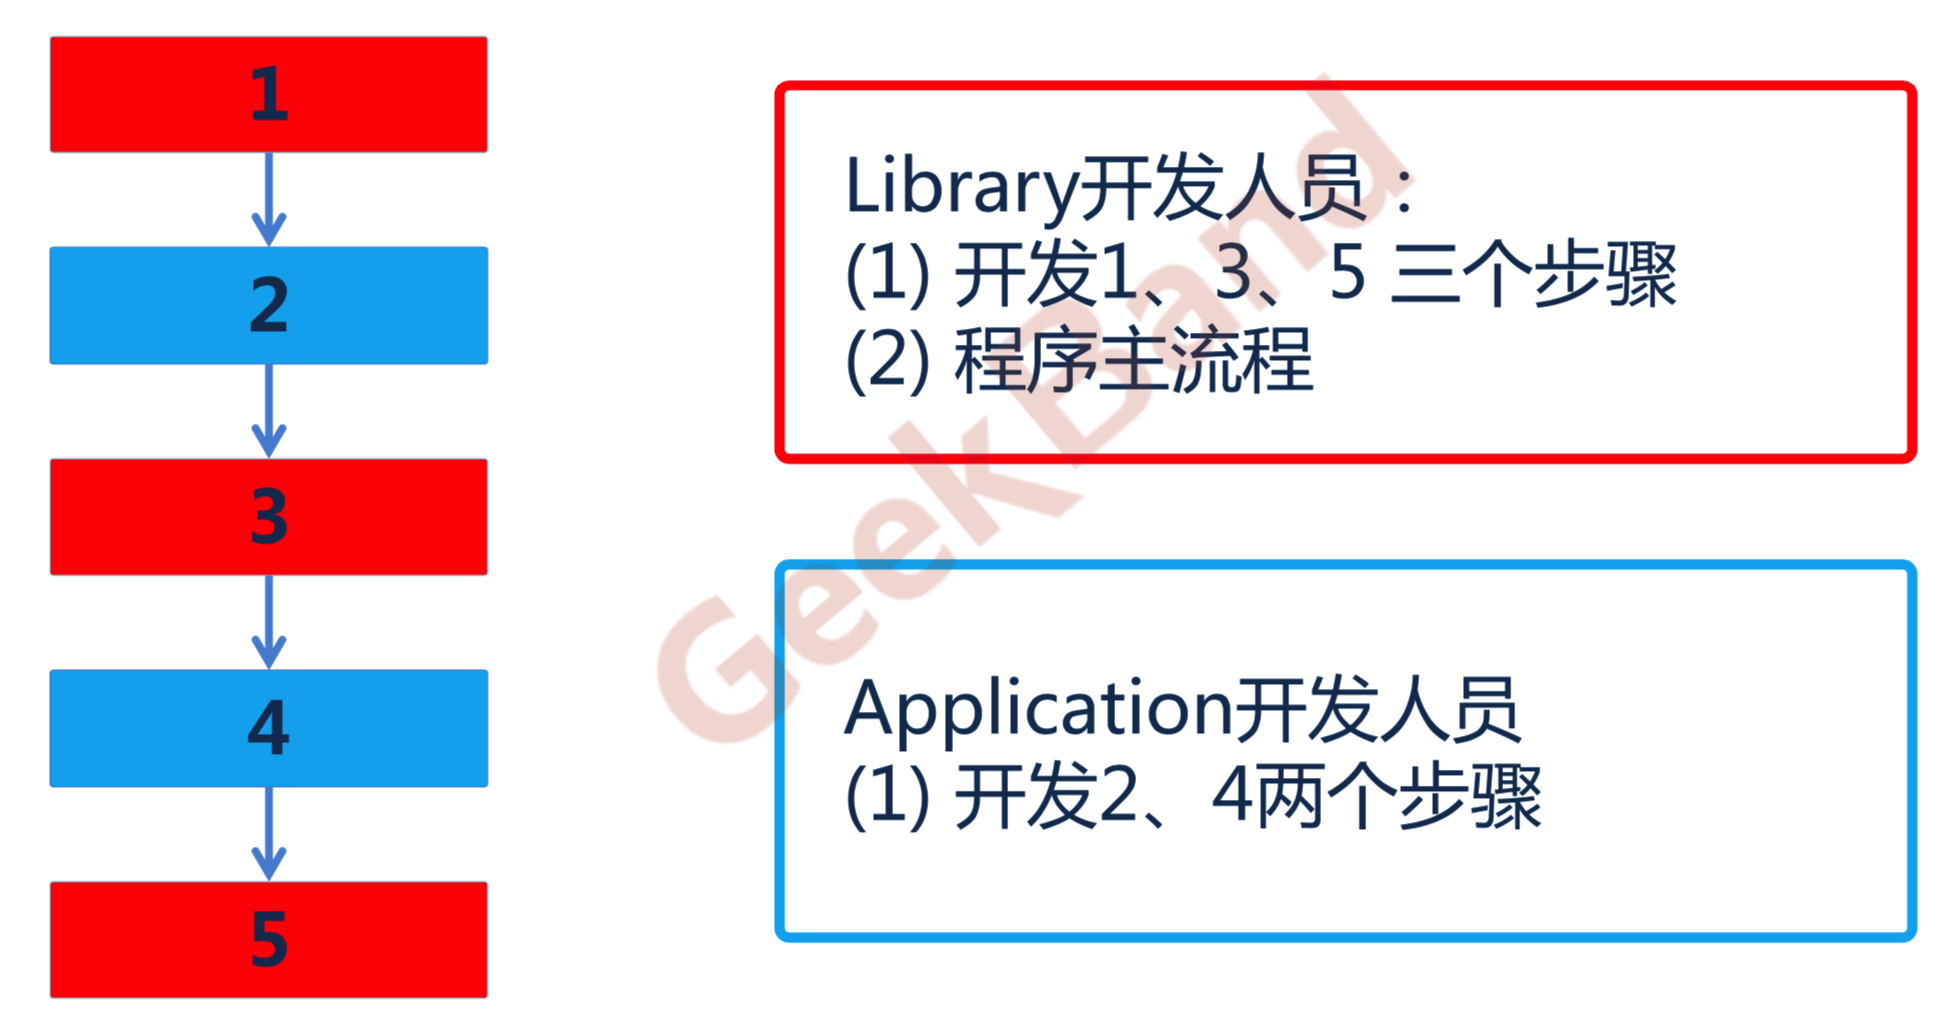 1
2
3
4
5
Library开发人员：
(1) 开发1、3、5 三个步骤
(2) 程序主流程
Application开发人员
(1) 开发2、4两个步骤
GeekBand